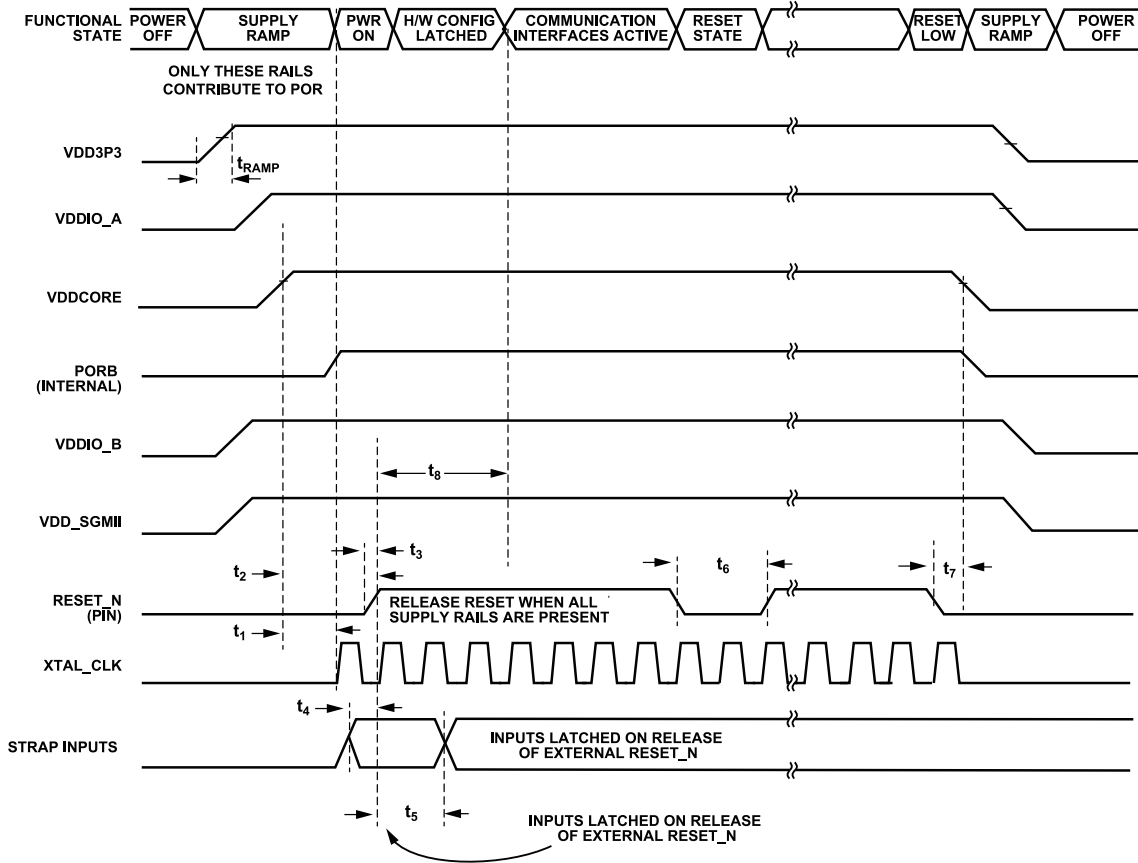 FUNCTIONAL
STATE
POWER
OFF
SUPPLY
RAMP
PWR
ON
H/W CONFIG
LATCHED
COMMUNICATION
INTERFACES ACTIVE
RESET
STATE
RESET
LOW
SUPPLY
RAMP
POWER
OFF
ONLY THESE RAILS
CONTRIBUTE TO POR
VDD3P3
tRAMP
VDDIO_A
VDDCORE
PORB
(INTERNAL)
VDDIO_B
t8
VDD_SGMII
t3
t2
t6
t7
RESET_N
(PIN)
RELEASE RESET WHEN ALL
SUPPLY RAILS ARE PRESENT
t1
XTAL_CLK
t4
STRAP INPUTS
INPUTS LATCHED ON RELEASE
OF EXTERNAL RESET_N
t5
INPUTS LATCHED ON RELEASE
OF EXTERNAL RESET_N